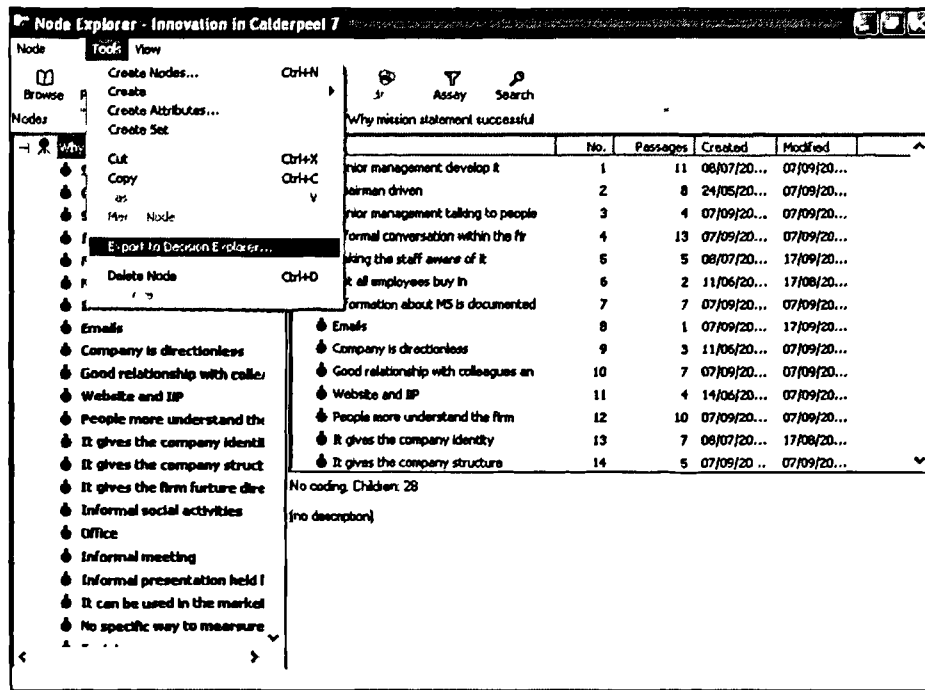 Node Explorer - Innovation in Calderpeel 7
Node Tools View
Browse
Assay Search
Nodes
Why mission statement successful
Create Nodes... Ctrl+N
Create
Create Attributes...
Create Set
Cut Ctrl+X
Copy Ctrl+C
Node
Export to Decision Explorer...
Delete Node Ctrl+D
Why
No. Passages Created Modified
nior management develop it 1 11 08/07/20... 07/09/20...
airman driven 2 8 24/05/20... 07/09/20...
nior management talking to people 3 4 07/09/20... 07/09/20...
formal conversation within the fir 4 13 07/09/20... 07/09/20...
king the staff aware of it 5 5 08/07/20... 17/09/20...
t all employees buy in 6 2 11/06/20... 17/08/20...
formation about MS is documented 7 7 07/09/20... 07/09/20...
Emails 8 1 07/09/20... 17/09/20...
Company is directionless 9 3 11/06/20... 07/09/20...
Good relationship with colleagues an 10 7 07/09/20... 07/09/20...
Website and IIP 11 4 14/06/20... 07/09/20...
People more understand the firm 12 10 07/09/20... 07/09/20...
It gives the company identity 13 7 08/07/20... 17/08/20...
It gives the company structure 14 5 07/09/20... 07/09/20...
Emails
Company is directionless
Good relationship with collea
Website and IIP
People more understand the
It gives the company identi
It gives the company struct
It gives the firm furture dire
Informal social activities
Office
Informal meeting
Informal presentation held
It can be used in the market
No specific way to mearsure
No coding, Children: 28
[no description]